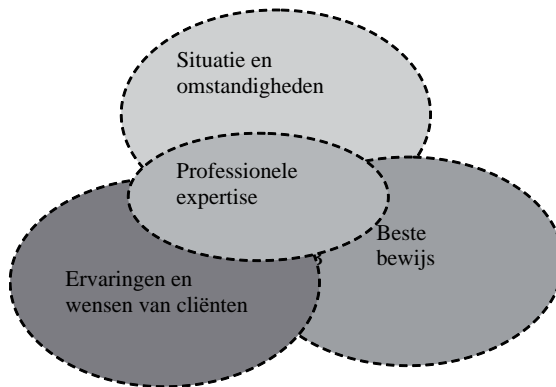 Situatie en
omstandigheden
Professionele
expertise
Beste
bewijs
Ervaringen en
wensen van cliënten